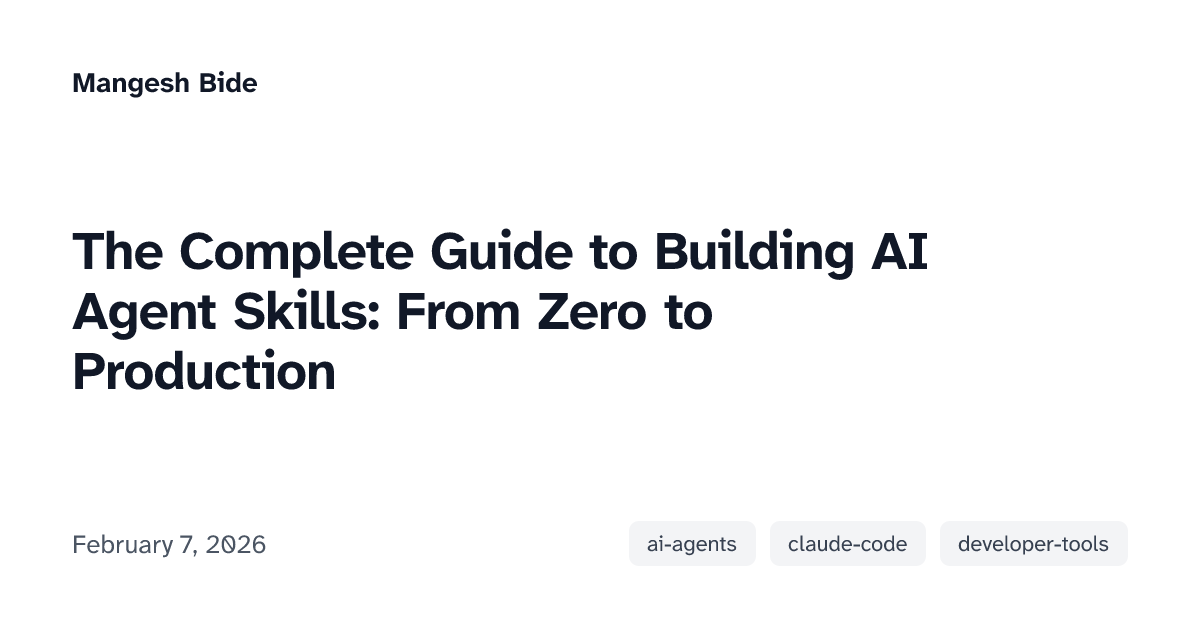 Mangesh Bide
The Complete Guide to Building AI
Agent Skills: From Zero to
Production
February 7, 2026
ai-agents
claude-code
developer-tools